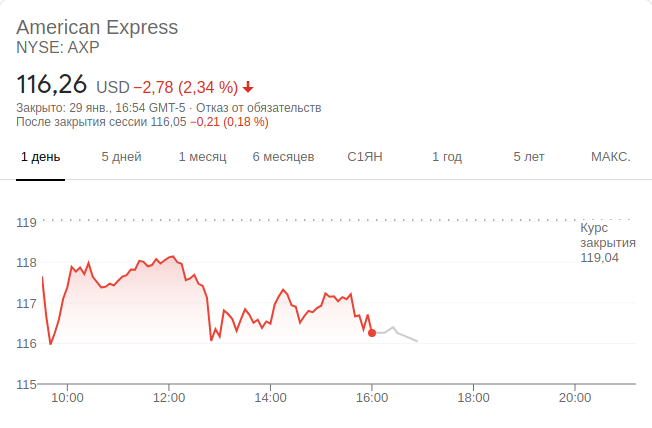 American Express
NYSE: AXP
116,26 USD −2,78 (2,34 %)
Закрыто: 29 янв., 16:54 GMT-5 · Отказ от обязательств
После закрытия сессии 116,05 −0,21 (0,18 %)
1 день 5 дней 1 месяц 6 месяцев С1ЯН 1 год 5 лет МАКС.
119
Курс
закрытия
119,04
118
117
116
115
10:00 12:00 14:00 16:00 18:00 20:00